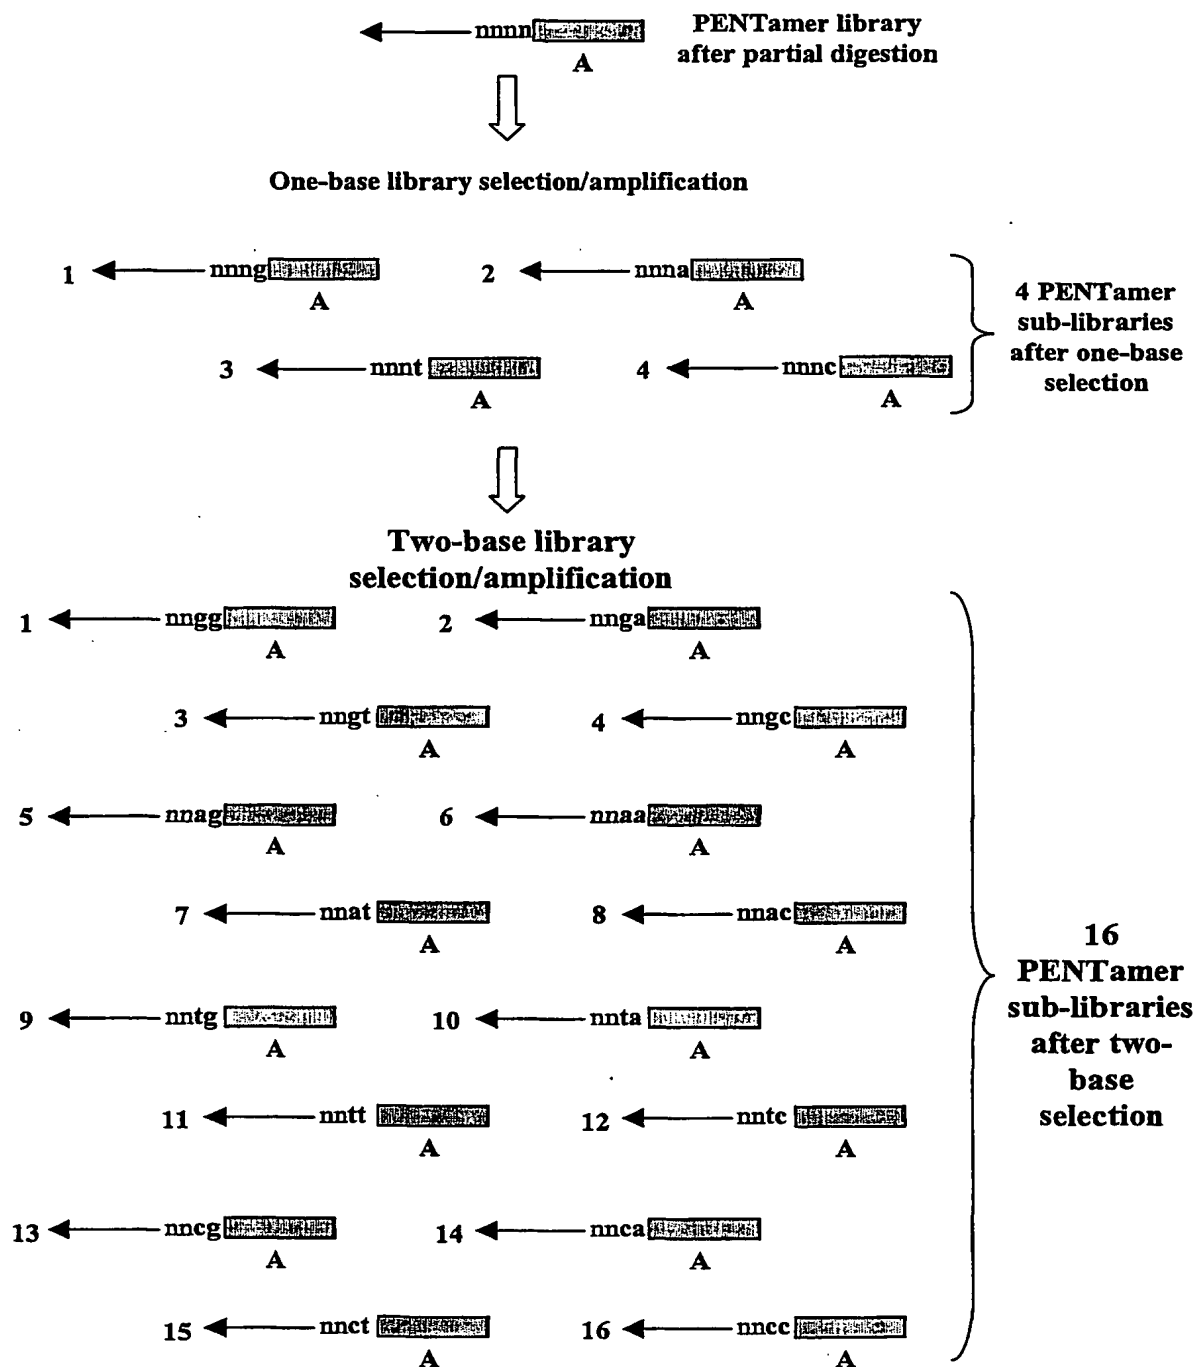 nnnn
A
PENTamer library
after partial digestion
One-base library selection/amplification
1 nnng
A
2 nnna
A
3 nnnt
A
4 nnnc
A
4 PENTamer
sub-libraries
after one-base
selection
Two-base library
selection/amplification
1 nngg
A
2 nnga
A
3 nngt
A
4 nngc
A
5 nnag
A
6 nnaa
A
7 nnat
A
8 nnac
A
9 nntg
A
10 nnta
A
11 nntt
A
12 nntc
A
13 nncg
A
14 nnca
A
15 nnct
A
16 nncc
A
16
PENTamer
sub-libraries
after two-
base
selection